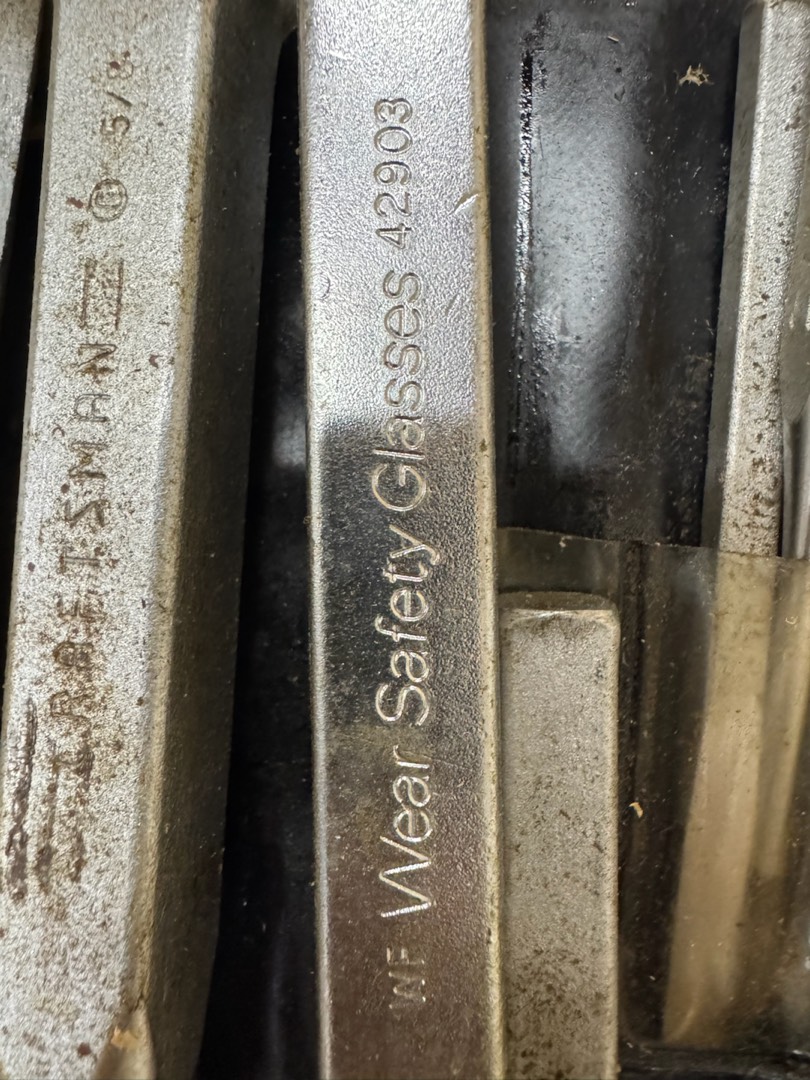 CRAFTSMAN 5/8
WF Wear Safety Glasses 42903